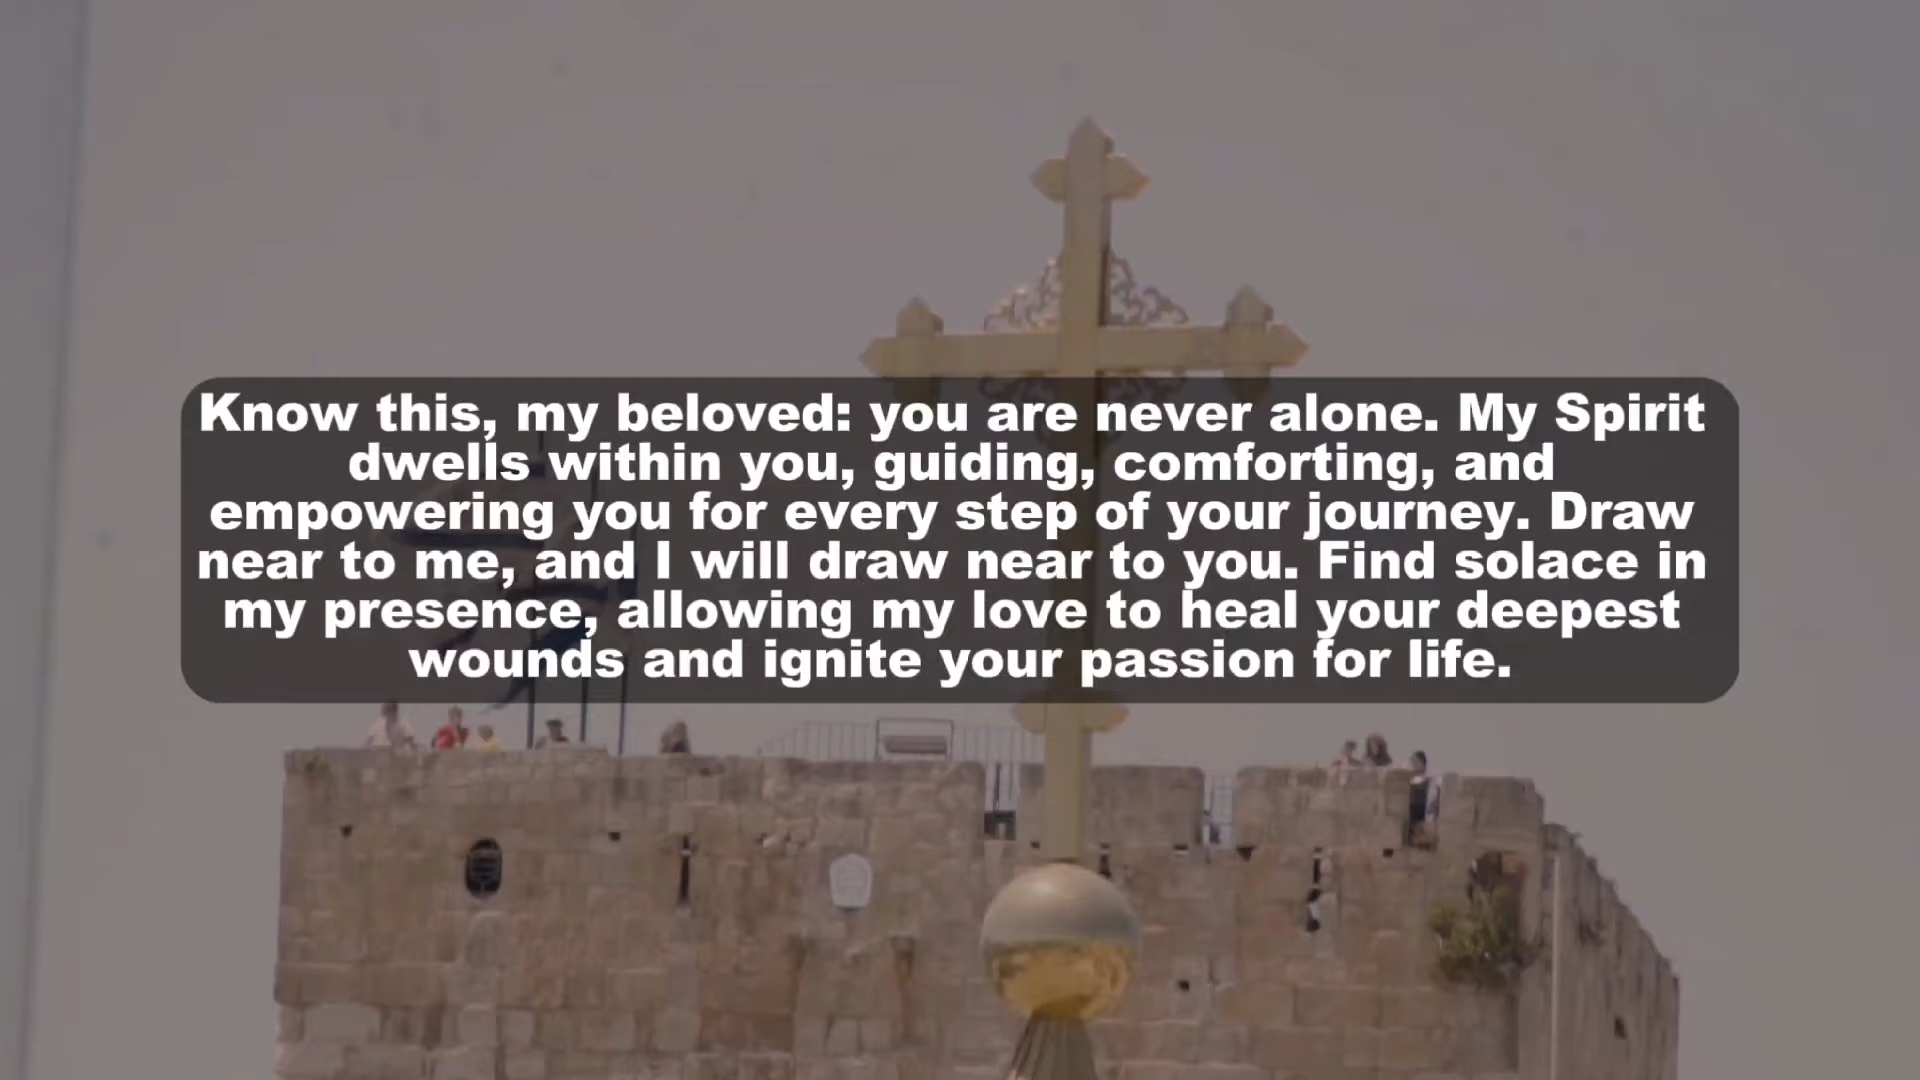 Know this, my beloved: you are never alone. My Spirit
dwells within you, guiding, comforting, and
empowering you for every step of your journey. Draw
near to me, and I will draw near to you. Find solace in
my presence, allowing my love to heal your deepest
wounds and ignite your passion for life.